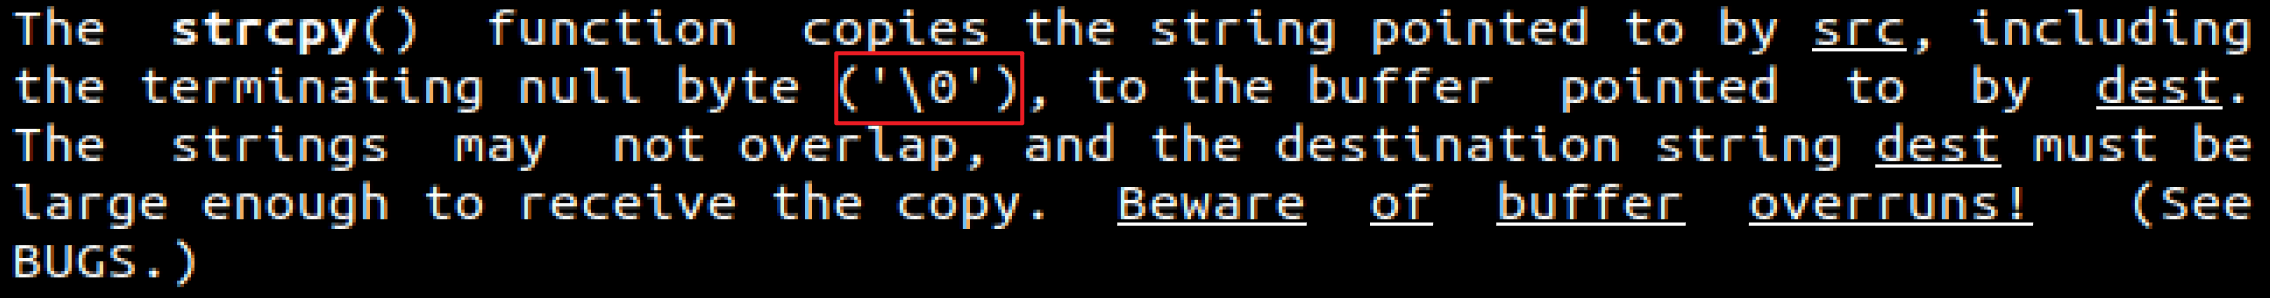 The strcpy() function copies the string pointed to by src, including
the terminating null byte ('\0'), to the buffer pointed to by dest.
The strings may not overlap, and the destination string dest must be
large enough to receive the copy. Beware of buffer overruns! (See
BUGS.)